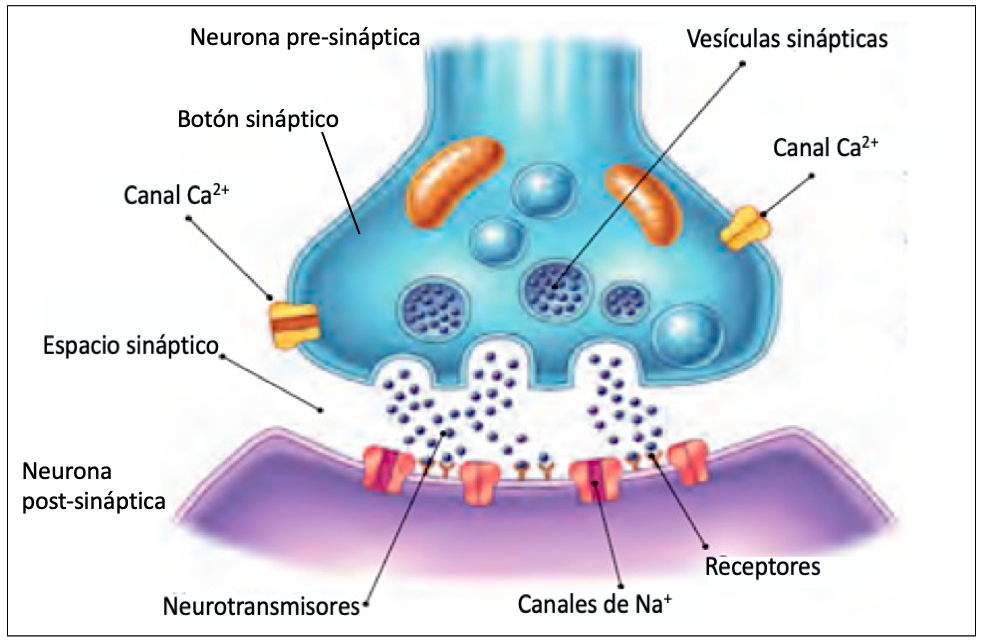 Neurona pre-sináptica
Vesículas sinápticas
Botón sináptico
Canal Ca²⁺
Canal Ca²⁺
Espacio sináptico
Neurona
post-sináptica
Receptores
Neurotransmisores
Canales de Na⁺